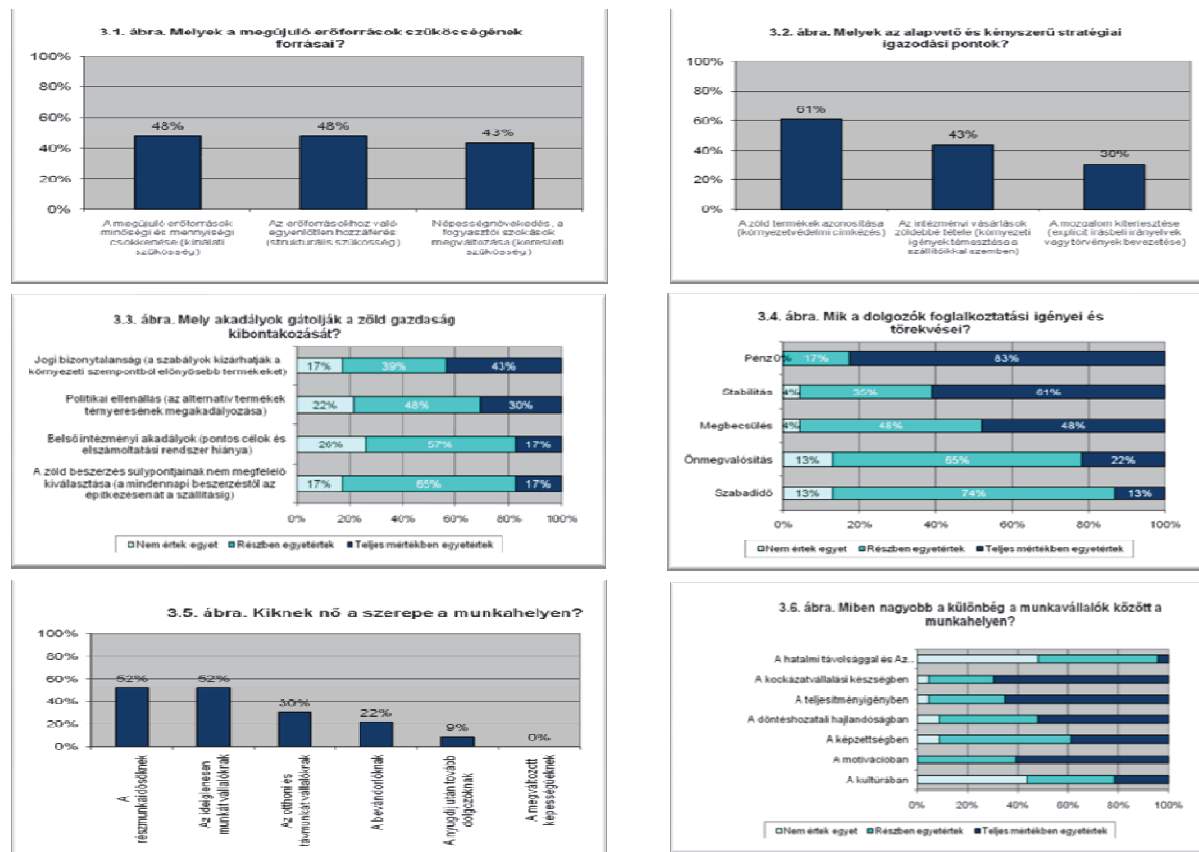 3.1. ábra. Melyek a megújuló erőforrások szűkösségének
forrásai?
100%
80%
60%
40%
20%
0%
48%
48%
43%
A megújuló erőforrások
minőségi és mennyiségi
csökkenése (kínálati
szűkösség)
Az erőforrásokhoz való
egyenlőtlen hozzáférés
(strukturális szűkösség)
Népességnövekedés, a
fogyasztói szokások
megváltozása (keresleti
szűkösség)
3.2. ábra. Melyek az alapvető és kényszerű stratégiai
igazodási pontok?
100%
80%
60%
40%
20%
0%
61%
43%
30%
A zöld termékek azonosítása
(környezetvédelmi címkézés)
Az intézményi vásárlások
zöldebbé tétele (környezeti
igények támasztása a
szállítóikkal szemben)
A mozgalom kiterjesztése
(explicit írásbeli irányelvek
vagy törvények bevezetése)
3.3. ábra. Mely akadályok gátolják a zöld gazdaság
kibontakozását?
Jogi bizonytalanság (a szabályok kizárhatják a
környezeti szempontból előnyösebb termékeket)
17% 39% 43%
Politikai ellenállás (az alternatív termékek
térnyerésének megakadályozása)
22% 48% 30%
Belső intézményi akadályok (pontos célok és
elszámoltatási rendszer hiánya)
26% 57% 17%
A zöld beszerzés súlypontjainak nem megfelelő
kiválasztása (a mindennapi beszerzéstől az
építkezésen át a szállításig)
17% 65% 17%
0% 20% 40% 60% 80% 100%
Nem értek egyet Részben egyetértek Teljes mértékben egyetértek
3.4. ábra. Mik a dolgozók foglalkoztatási igényei és
törekvései?
Pénz 0% 17% 83%
Stabilitás 4% 35% 61%
Megbecsülés 4% 48% 48%
Önmegvalósítás 13% 65% 22%
Szabadidő 13% 74% 13%
0% 20% 40% 60% 80% 100%
Nem értek egyet Részben egyetértek Teljes mértékben egyetértek
3.5. ábra. Kiknek nő a szerepe a munkahelyen?
100%
80%
60%
40%
20%
0%
52%
52%
30%
22%
9%
0%
A
részmunkaidősöknek
Az ideiglenesen
munkát vállalóknak
Az otthoni és
távmunkát vállalóknak
A bevándorlóknak
A nyugdíj után tovább
dolgozóknak
A megváltozott
képességűeknek
3.6. ábra. Miben nagyobb a különbég a munkavállalók között a
munkahelyen?
A hatalmi távolsággal és Az..
A kockázatvállalási készségben
A teljesítményigényben
A döntéshozatali hajlandóságban
A képzettségben
A motivációban
A kultúrában
0% 20% 40% 60% 80% 100%
Nem értek egyet Részben egyetértek Teljes mértékben egyetértek